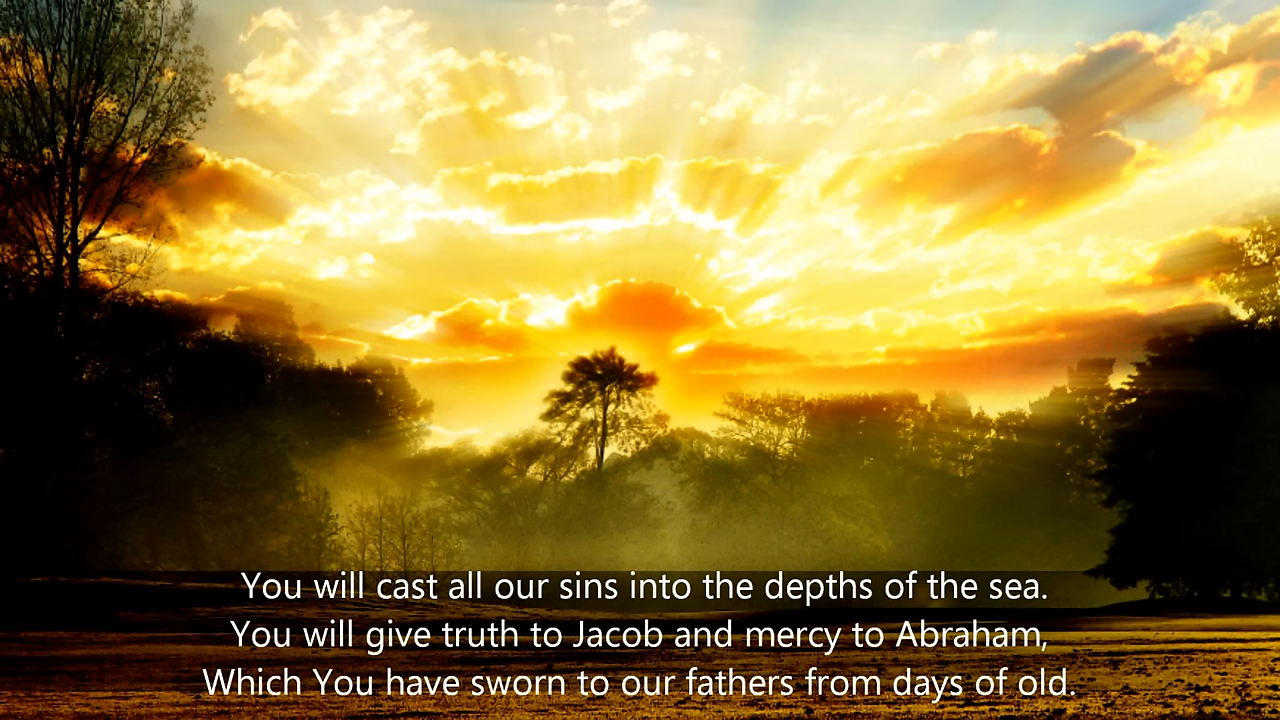 You will cast all our sins into the depths of the sea.
You will give truth to Jacob and mercy to Abraham,
Which You have sworn to our fathers from days of old.